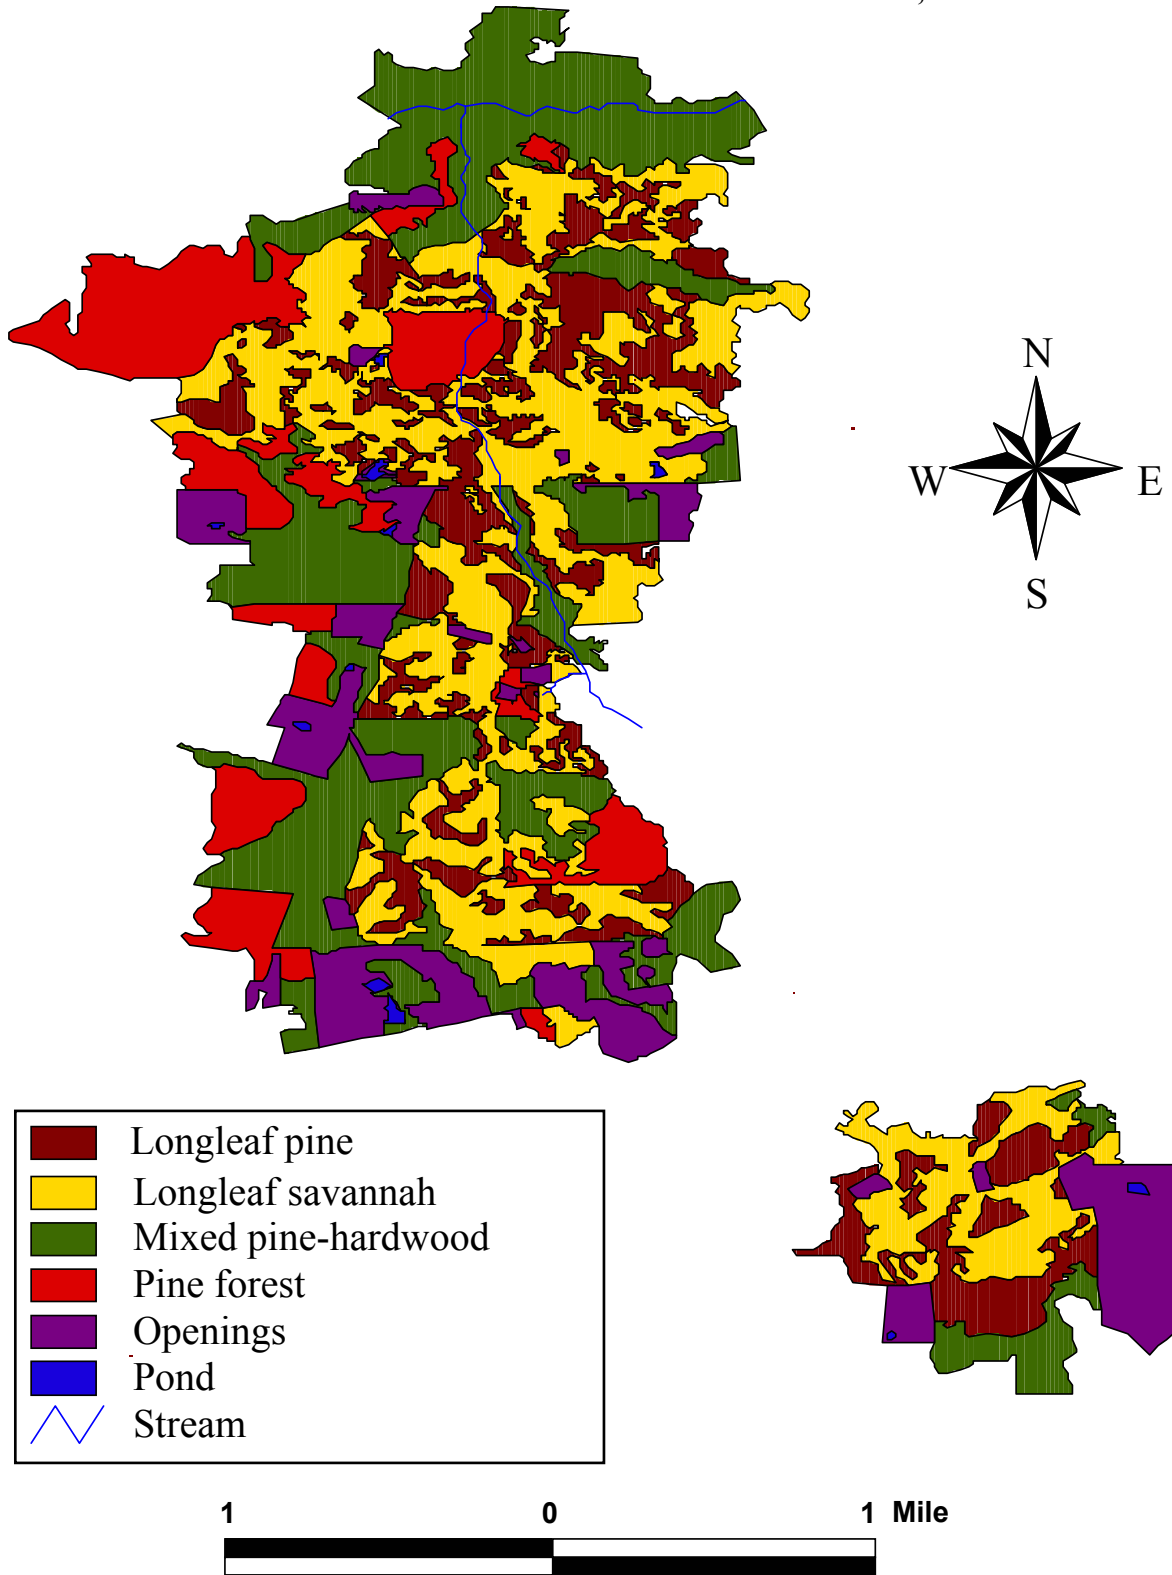 N
W E
S
Longleaf pine
Longleaf savannah
Mixed pine-hardwood
Pine forest
Openings
Pond
Stream
1 0 1 Mile